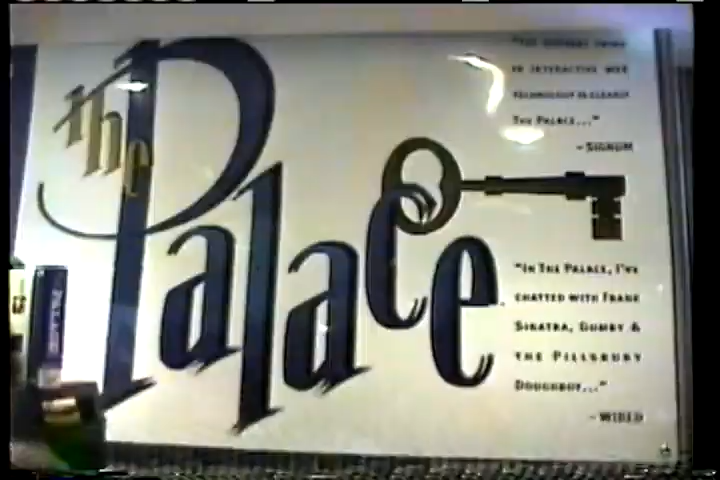 The Palace
"THE HOTTEST THING
IN INTERACTIVE WEB
TECHNOLOGY IS CLEARLY
THE PALACE..."
- SIGNUM
"IN THE PALACE, I'VE
CHATTED WITH FRANK
SINATRA, GUMBY &
THE PILLSBURY
DOUGHBOY..."
- WIRED